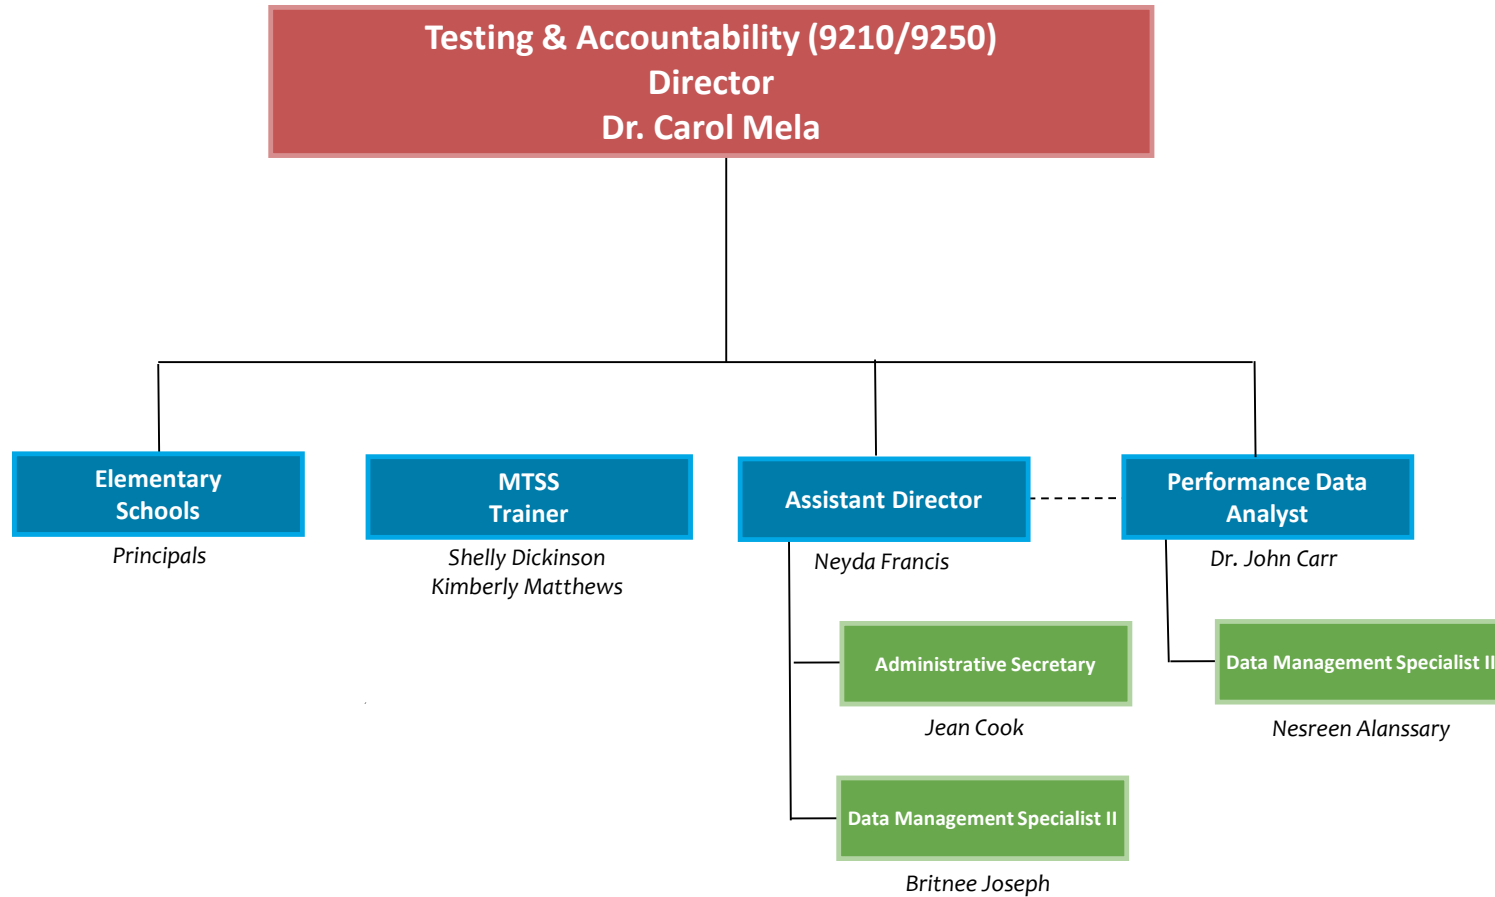 Testing & Accountability (9210/9250)
Director
Dr. Carol Mela
Elementary
Schools
Principals
MTSS
Trainer
Shelly Dickinson
Kimberly Matthews
Assistant Director
Neyda Francis
Performance Data
Analyst
Dr. John Carr
Administrative Secretary
Jean Cook
Data Management Specialist II
Nesreen Alanssary
Data Management Specialist II
Britnee Joseph